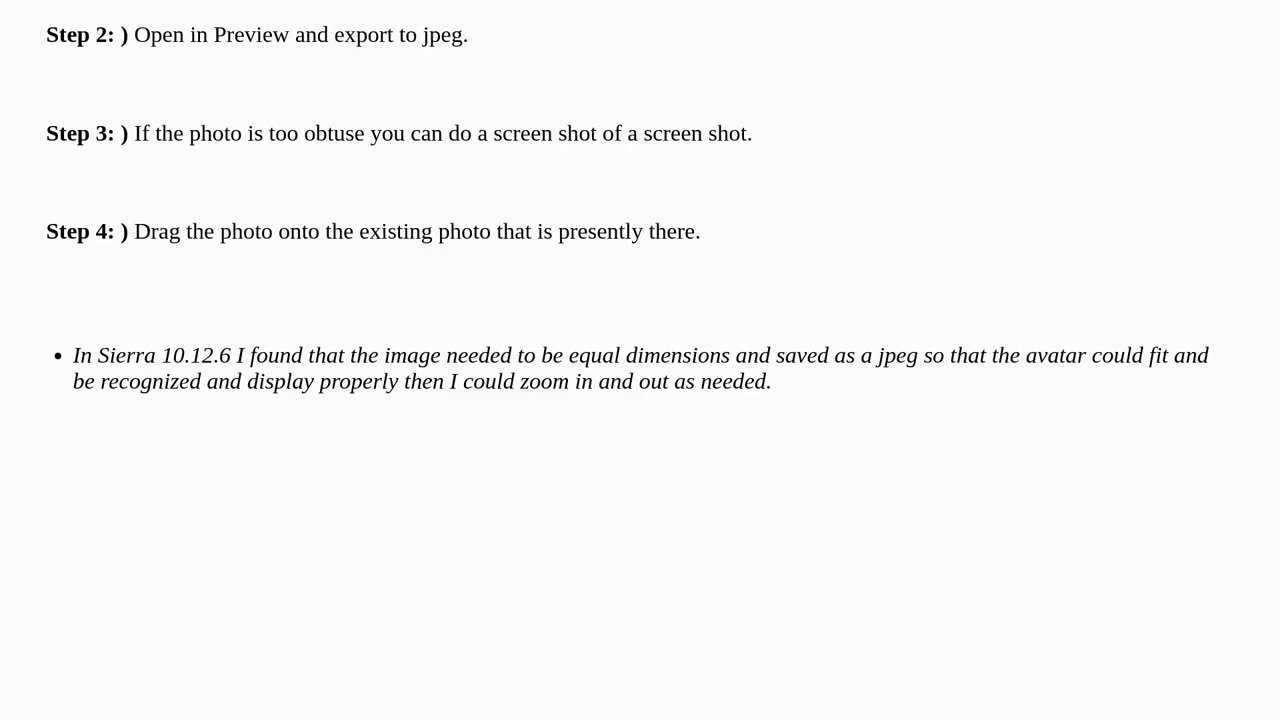 Step 2: ) Open in Preview and export to jpeg.
Step 3: ) If the photo is too obtuse you can do a screen shot of a screen shot.
Step 4: ) Drag the photo onto the existing photo that is presently there.
• In Sierra 10.12.6 I found that the image needed to be equal dimensions and saved as a jpeg so that the avatar could fit and
be recognized and display properly then I could zoom in and out as needed.